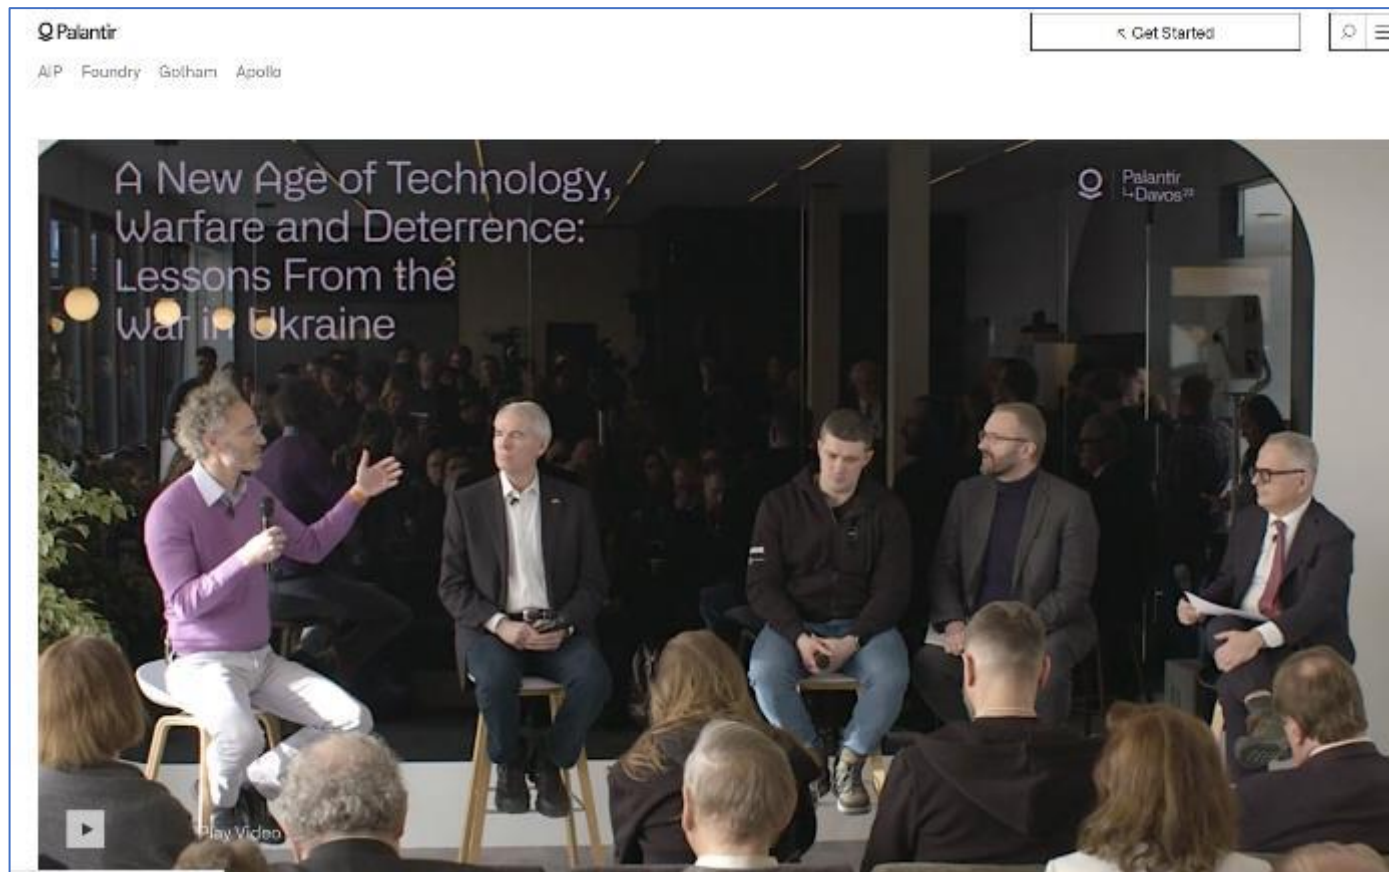 Palantir
Get Started
AIP Foundry Gotham Apollo
A New Age of Technology,
Warfare and Deterrence:
Lessons From the
War in Ukraine
Palantir
↳Davos²³
Play Video